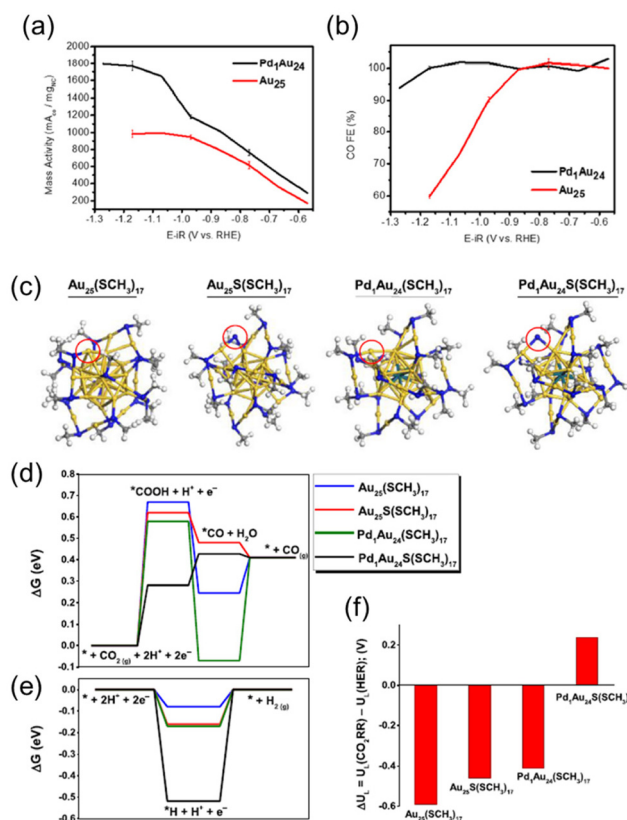 (a)
1800
1600
1400
1200
1000
800
600
400
200
Mass Activity (mA_co / mg_NC)
Pd₁Au₂₄
Au₂₅
-1.3 -1.2 -1.1 -1.0 -0.9 -0.8 -0.7 -0.6
E-iR (V vs. RHE)
(b)
100
90
80
70
60
CO FE (%)
Pd₁Au₂₄
Au₂₅
-1.3 -1.2 -1.1 -1.0 -0.9 -0.8 -0.7 -0.6
E-iR (V vs. RHE)
(c)
Au₂₅(SCH₃)₁₇ Au₂₅S(SCH₃)₁₇ Pd₁Au₂₄(SCH₃)₁₇ Pd₁Au₂₄S(SCH₃)₁₇
(d)
0.8
0.7
0.6
0.5
0.4
0.3
0.2
0.1
0.0
-0.1
ΔG (eV)
*COOH + H⁺ + e⁻
*CO + H₂O
* + CO₍g₎
* + CO₂ ₍g₎ + 2H⁺ + 2e⁻
Au₂₅(SCH₃)₁₇
Au₂₅S(SCH₃)₁₇
Pd₁Au₂₄(SCH₃)₁₇
Pd₁Au₂₄S(SCH₃)₁₇
(e)
0.0
-0.1
-0.2
-0.3
-0.4
-0.5
-0.6
ΔG (eV)
* + 2H⁺ + 2e⁻
* + H₂₍g₎
*H + H⁺ + e⁻
(f)
0.2
0.0
-0.2
-0.4
-0.6
ΔU_L = U_L(CO₂RR) − U_L(HER); (V)
Pd₁Au₂₄S(SCH₃)₁₇
Pd₁Au₂₄(SCH₃)₁₇
Au₂₅S(SCH₃)₁₇
Au₂₅(SCH₃)₁₇